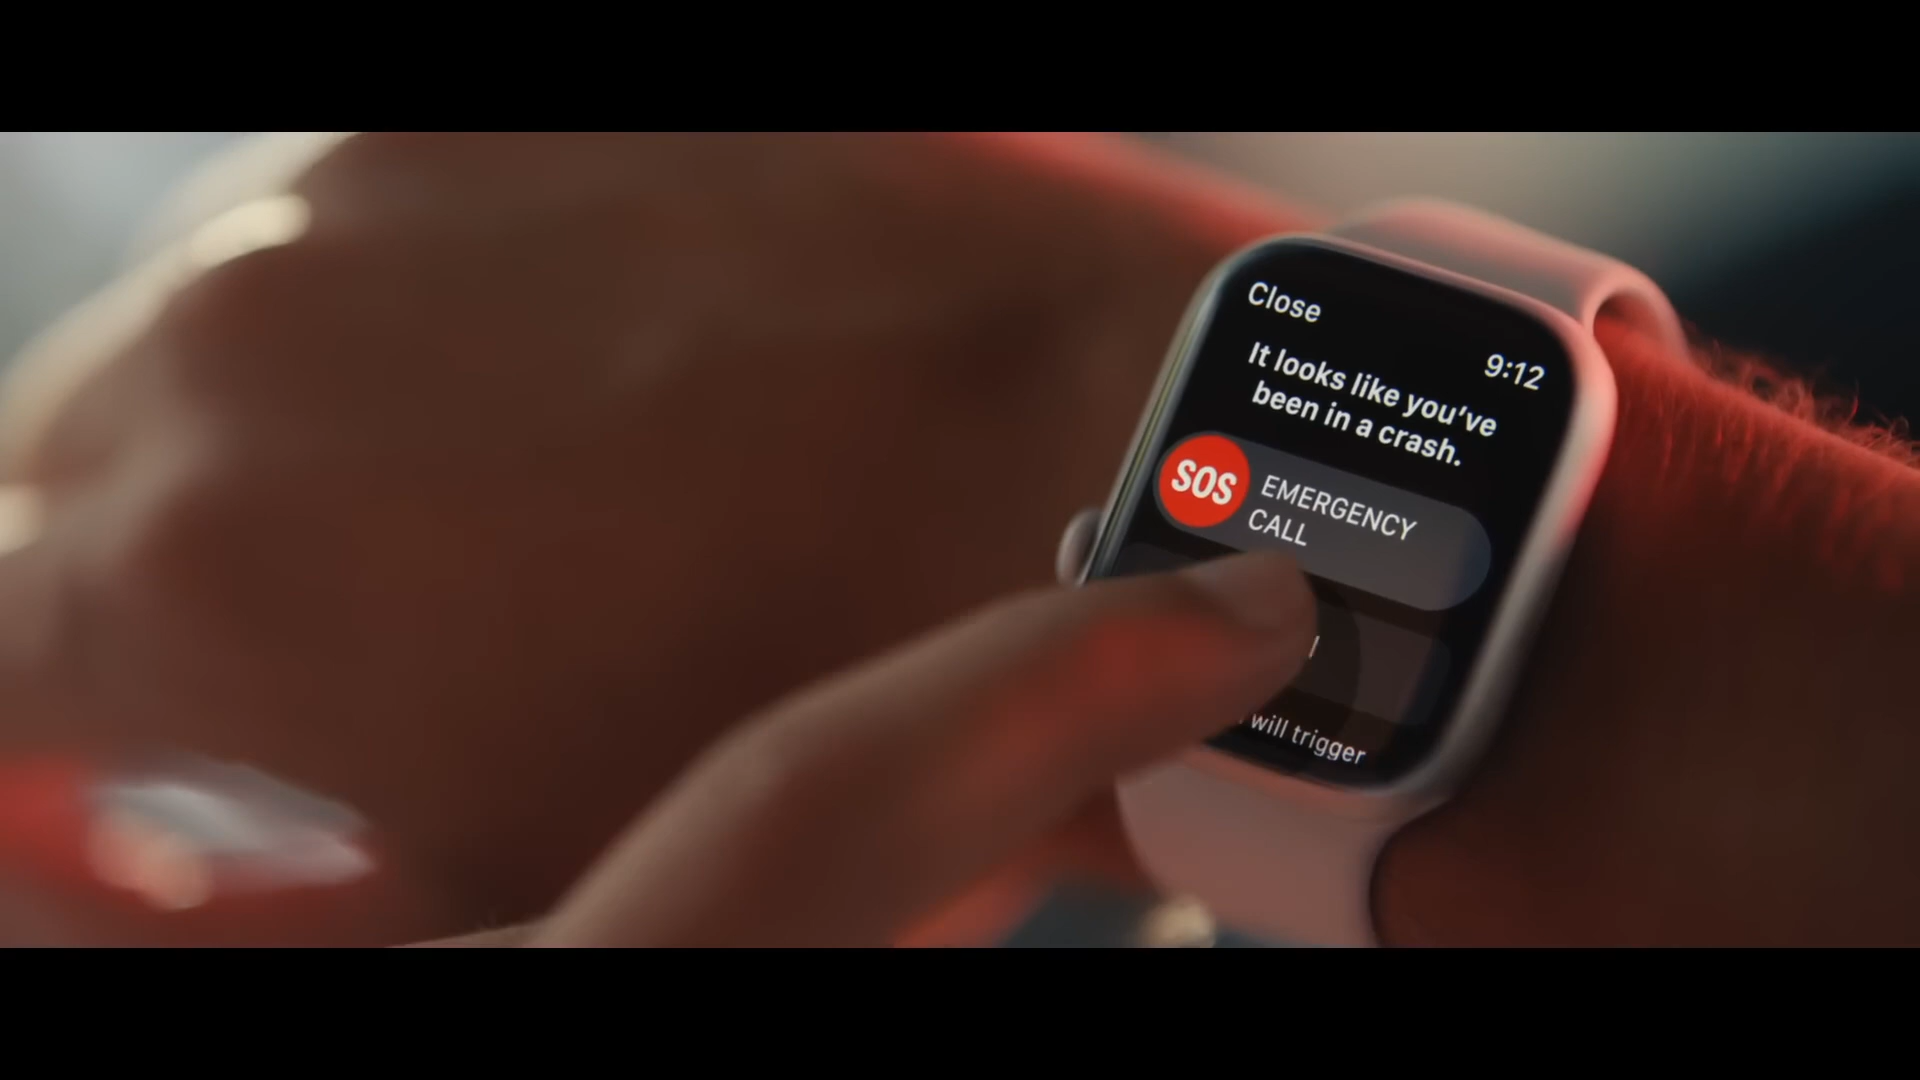 Close
9:12
It looks like you've
been in a crash.
SOS
EMERGENCY
CALL
will trigger